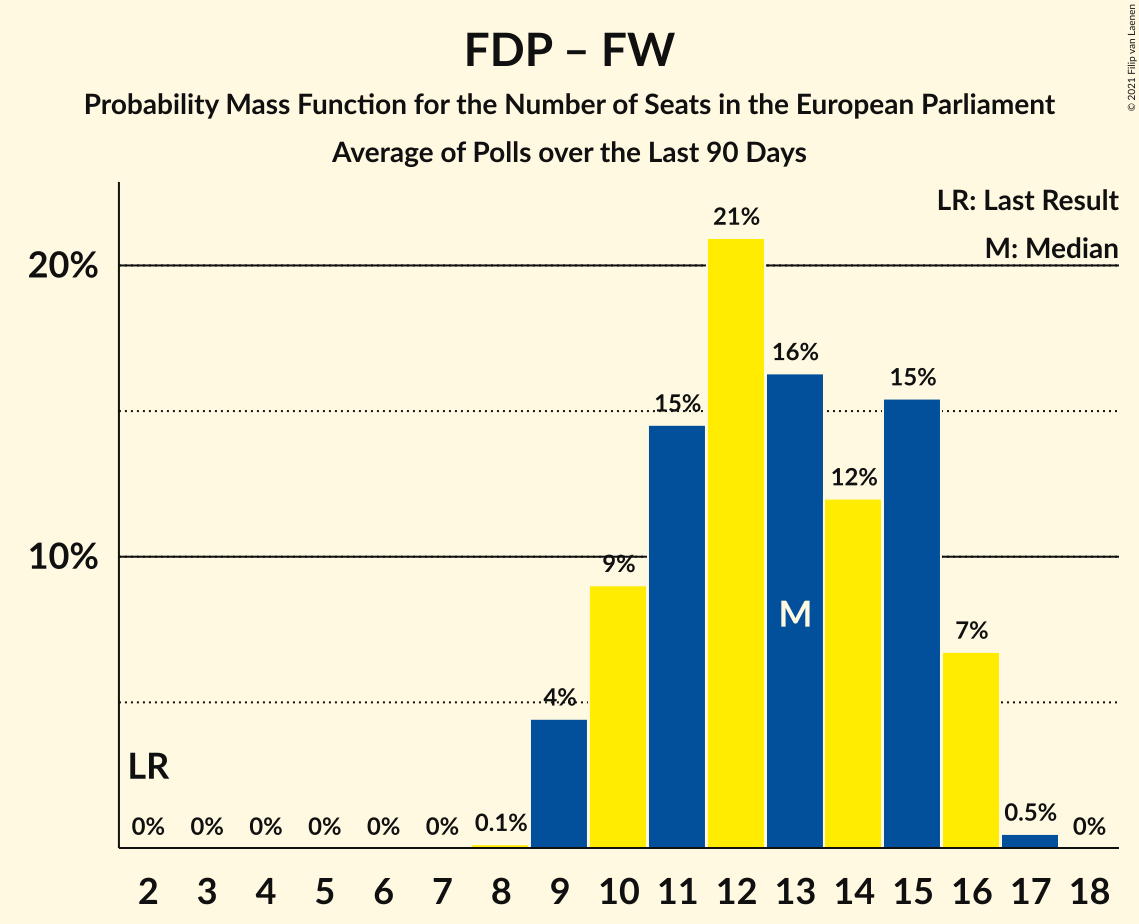 FDP – FW
Probability Mass Function for the Number of Seats in the European Parliament
Average of Polls over the Last 90 Days
© 2021 Filip van Laenen
LR: Last Result
M: Median
20%
10%
21%
16%
15%
15%
12%
9%
7%
4%
M
LR
0%
0%
0%
0%
0%
0%
0.1%
0.5%
0%
2 3 4 5 6 7 8 9 10 11 12 13 14 15 16 17 18